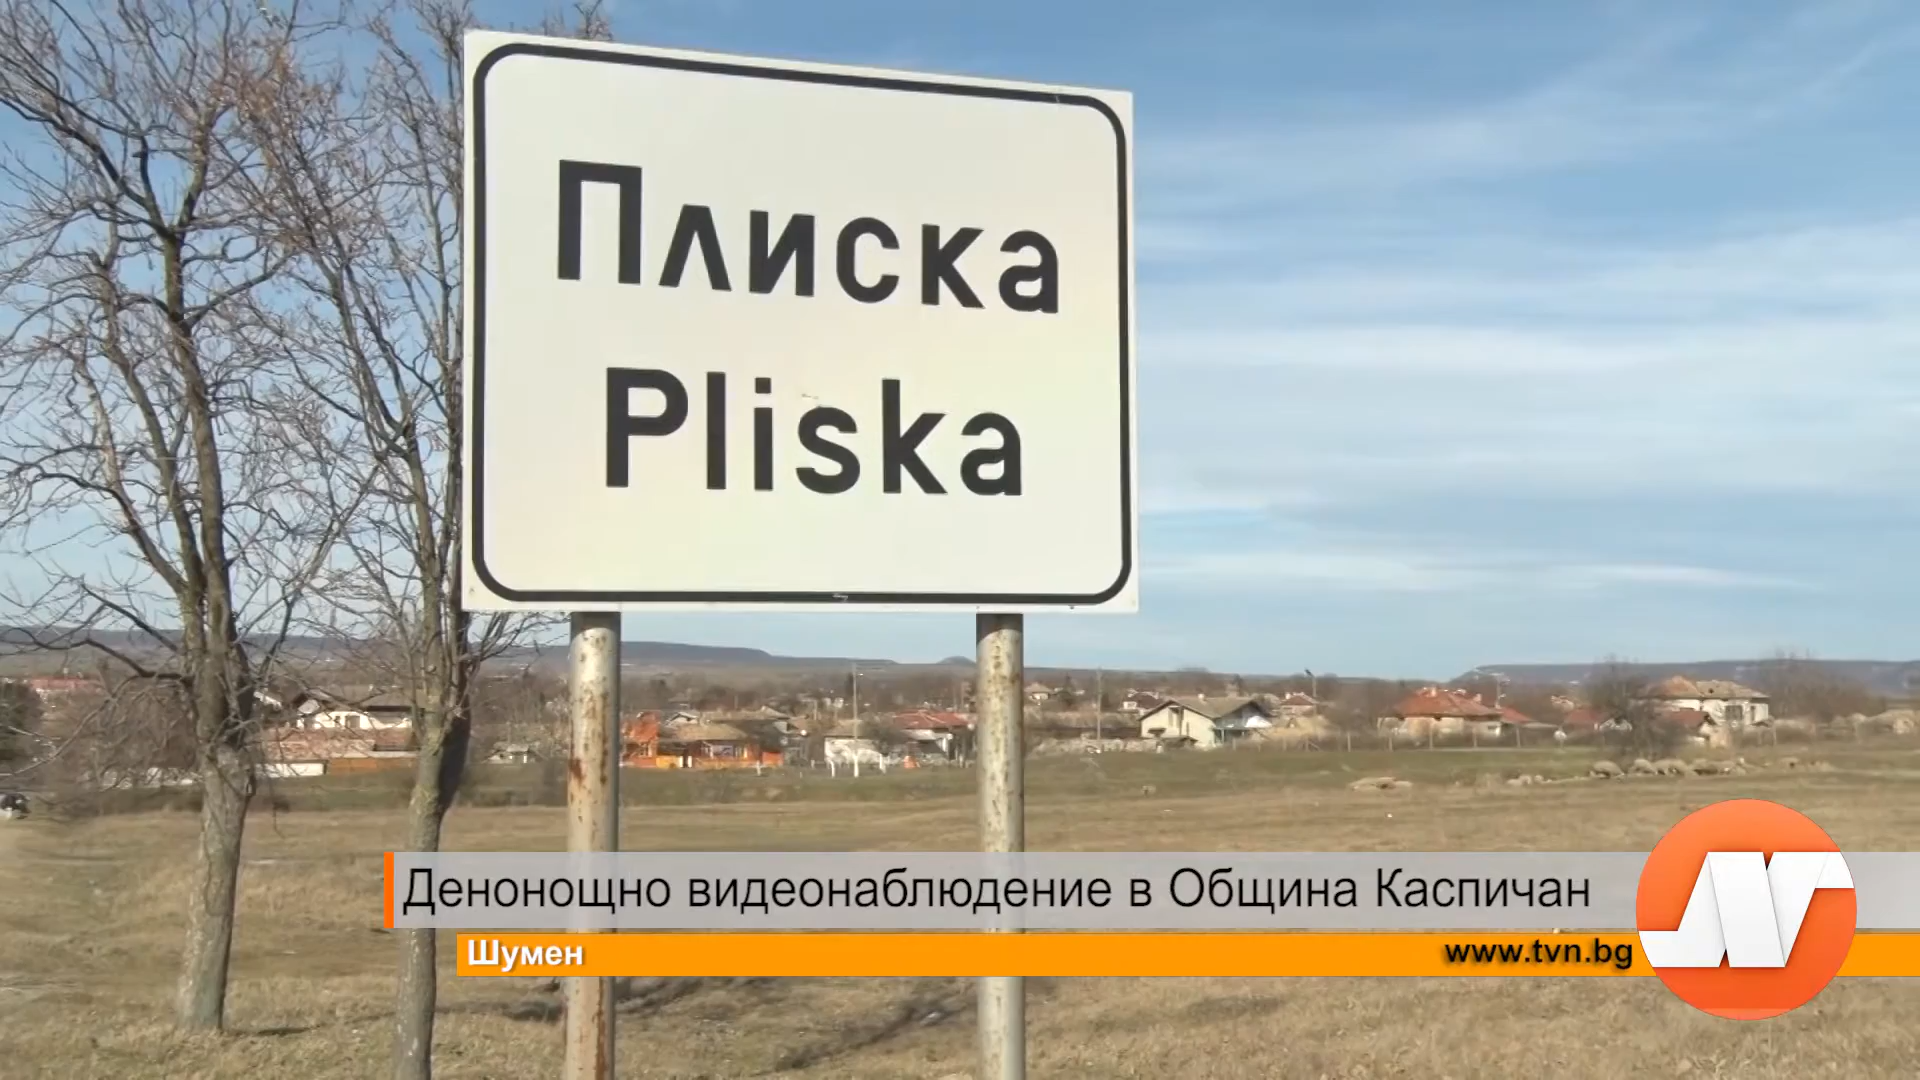 Плиска
Pliska
Денонощно видеонаблюдение в Община Каспичан
Шумен
www.tvn.bg